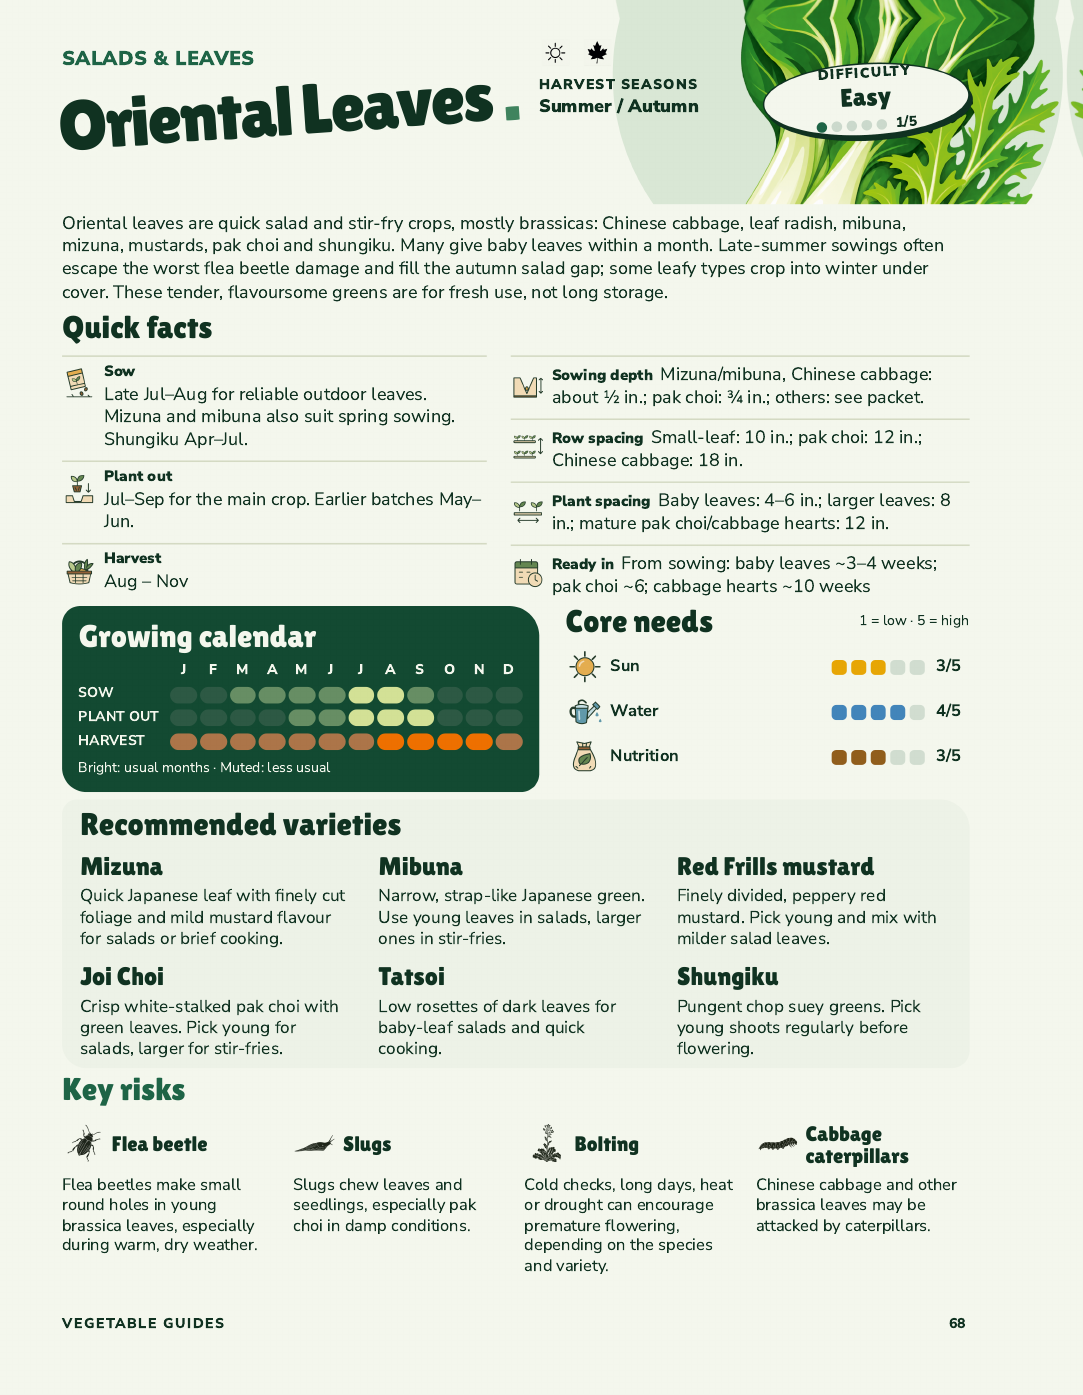 SALADS & LEAVES
Oriental Leaves.
HARVEST SEASONS
Summer / Autumn
DIFFICULTY
Easy
1/5
Oriental leaves are quick salad and stir-fry crops, mostly brassicas: Chinese cabbage, leaf radish, mibuna,
mizuna, mustards, pak choi and shungiku. Many give baby leaves within a month. Late-summer sowings often
escape the worst flea beetle damage and fill the autumn salad gap; some leafy types crop into winter under
cover. These tender, flavoursome greens are for fresh use, not long storage.
Quick facts
Sow
Late Jul–Aug for reliable outdoor leaves.
Mizuna and mibuna also suit spring sowing.
Shungiku Apr–Jul.
Plant out
Jul–Sep for the main crop. Earlier batches May–
Jun.
Harvest
Aug – Nov
Sowing depth Mizuna/mibuna, Chinese cabbage:
about ½ in.; pak choi: ¾ in.; others: see packet.
Row spacing Small-leaf: 10 in.; pak choi: 12 in.;
Chinese cabbage: 18 in.
Plant spacing Baby leaves: 4–6 in.; larger leaves: 8
in.; mature pak choi/cabbage hearts: 12 in.
Ready in From sowing: baby leaves ~3–4 weeks;
pak choi ~6; cabbage hearts ~10 weeks
Growing calendar
J F M A M J J A S O N D
SOW
PLANT OUT
HARVEST
Bright: usual months · Muted: less usual
Core needs
1 = low · 5 = high
Sun 3/5
Water 4/5
Nutrition 3/5
Recommended varieties
Mizuna
Quick Japanese leaf with finely cut
foliage and mild mustard flavour
for salads or brief cooking.
Mibuna
Narrow, strap-like Japanese green.
Use young leaves in salads, larger
ones in stir-fries.
Red Frills mustard
Finely divided, peppery red
mustard. Pick young and mix with
milder salad leaves.
Joi Choi
Crisp white-stalked pak choi with
green leaves. Pick young for
salads, larger for stir-fries.
Tatsoi
Low rosettes of dark leaves for
baby-leaf salads and quick
cooking.
Shungiku
Pungent chop suey greens. Pick
young shoots regularly before
flowering.
Key risks
Flea beetle
Flea beetles make small
round holes in young
brassica leaves, especially
during warm, dry weather.
Slugs
Slugs chew leaves and
seedlings, especially pak
choi in damp conditions.
Bolting
Cold checks, long days, heat
or drought can encourage
premature flowering,
depending on the species
and variety.
Cabbage
caterpillars
Chinese cabbage and other
brassica leaves may be
attacked by caterpillars.
VEGETABLE GUIDES
68